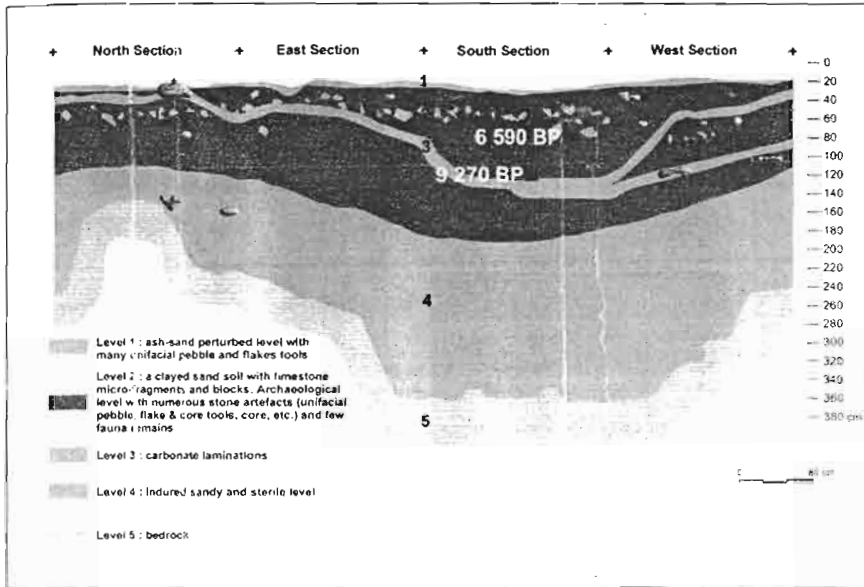 + North Section + East Section + South Section + West Section +
0
20
40
60
80
100
120
140
160
180
200
220
240
260
280
300
320
340
360
380 cm
1
6 590 BP
3
9 270 BP
4
5
Level 1 : ash-sand perturbed level with
many unifacial pebble and flakes tools
Level 2 : a clayed sand soil with limestone
micro-fragments and blocks. Archaeological
level with numerous stone artefacts (unifacial
pebble, flake & core tools, core, etc.) and few
fauna remains
Level 3 : carbonate laminations
Level 4 : Indured sandy and sterile level
Level 5 : bedrock
0 cm